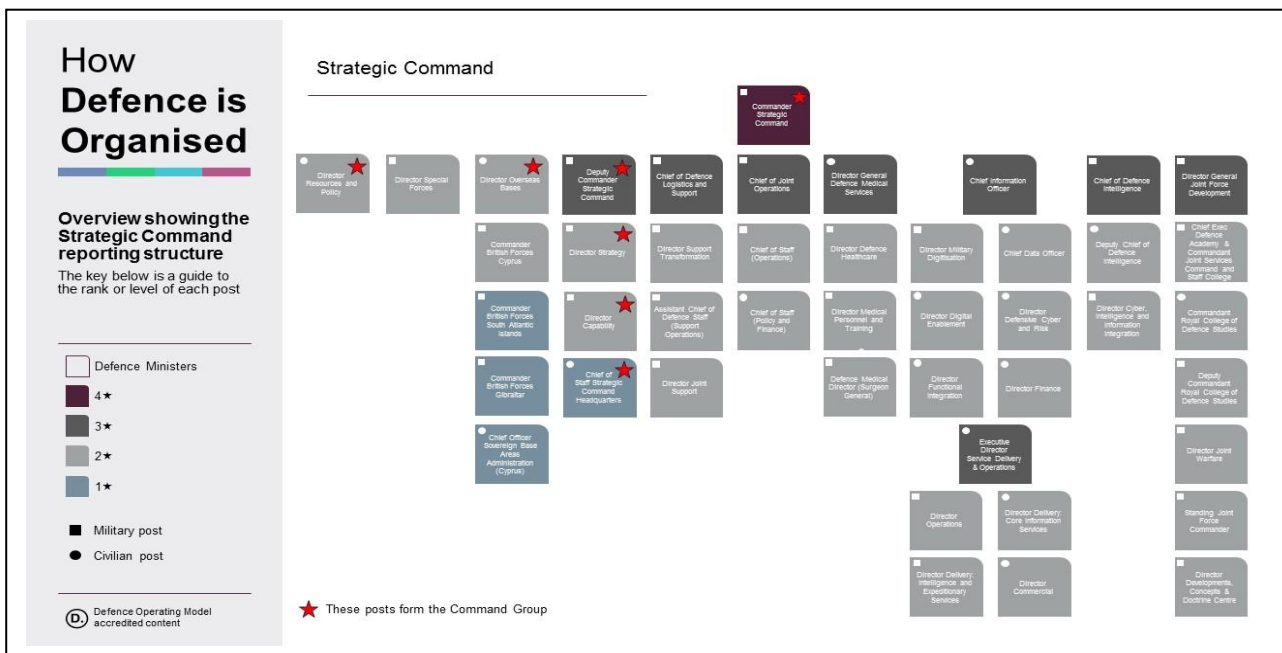 How
Defence is
Organised
Overview showing the
Strategic Command
reporting structure
The key below is a guide to
the rank or level of each post
Defence Ministers
4★
3★
2★
1★
Military post
Civilian post
D.
Defence Operating Model
accredited content
Strategic Command
Commander
Strategic
Command
Director
Resources and
Policy
Director Special
Forces
Director Overseas
Bases
Deputy
Commander
Strategic
Command
Chief of Defence
Logistics and
Support
Chief of Joint
Operations
Director General
Defence Medical
Services
Chief Information
Officer
Chief of Defence
Intelligence
Director General
Joint Force
Development
Commander
British Forces
Cyprus
Director Strategy
Director Support
Transformation
Chief of Staff
(Operations)
Director Defence
Healthcare
Director Military
Digitisation
Chief Data Officer
Deputy Chief of
Defence
Intelligence
Chief Exec
Defence
Academy &
Commandant
Joint Services
Command and
Staff College
Commander
British Forces
South Atlantic
Islands
Director
Capability
Assistant Chief of
Defence Staff
(Support
Operations)
Chief of Staff
(Policy and
Finance)
Director Medical
Personnel and
Training
Director Digital
Enablement
Director
Defensive Cyber
and Risk
Director Cyber,
Intelligence and
Information
Integration
Commandant
Royal College of
Defence Studies
Commander
British Forces
Gibraltar
Chief of
Staff Strategic
Command
Headquarters
Director Joint
Support
Defence Medical
Director (Surgeon
General)
Director
Functional
Integration
Director Finance
Deputy
Commandant
Royal College of
Defence Studies
Chief Officer
Sovereign Base
Areas
Administration
(Cyprus)
Executive
Director
Service Delivery
& Operations
Director Joint
Warfare
Director
Operations
Director Delivery:
Core Information
Services
Standing Joint
Force
Commander
Director Delivery:
Intelligence and
Expeditionary
Services
Director
Commercial
Director
Developments,
Concepts &
Doctrine Centre
These posts form the Command Group